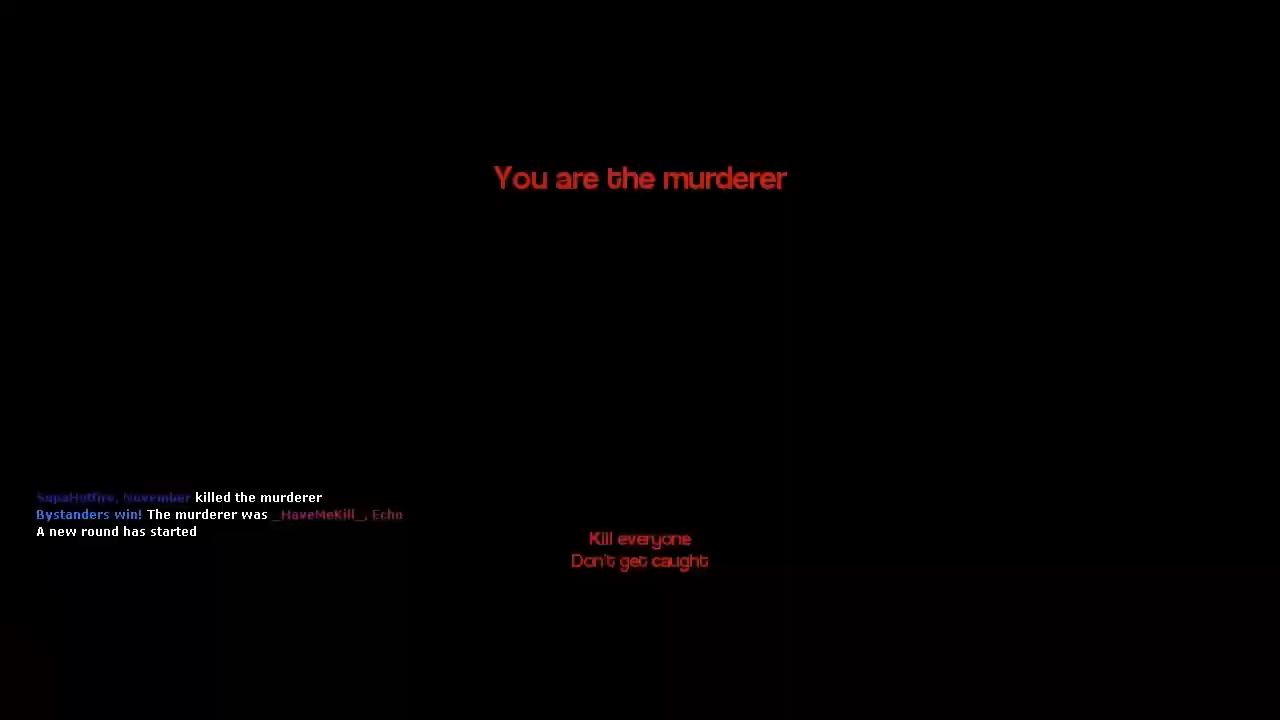 You are the murderer
SupaHotfire, November killed the murderer
Bystanders win! The murderer was _HaveMeKill_, Echo
A new round has started
Kill everyone
Don't get caught